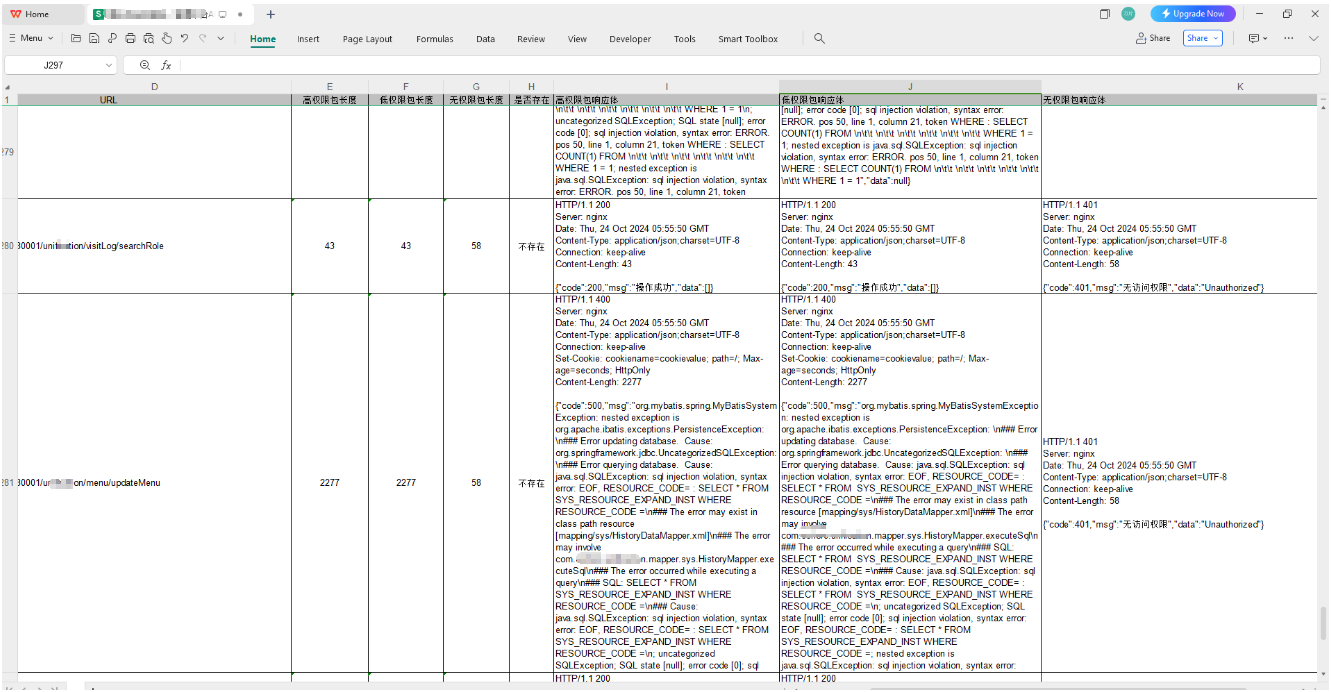 Home
S
Upgrade Now
Menu
Home Insert Page Layout Formulas Data Review View Developer Tools Smart Toolbox
Share Share
J297
fx
D E F G H I J K
1 URL 高权限包长度 低权限包长度 无权限包长度 是否存在 高权限包响应体 低权限包响应体 无权限包响应体
279
\n\t\t \n\t\t \n\t\t \n\t\t \n\t\t \n\t\t WHERE 1 = 1\n;
uncategorized SQLException; SQL state [null]; error
code [0]; sql injection violation, syntax error: ERROR.
pos 50, line 1, column 21, token WHERE : SELECT
COUNT(1) FROM \n\t\t \n\t\t \n\t\t \n\t\t \n\t\t \n\t\t
WHERE 1 = 1; nested exception is
java.sql.SQLException: sql injection violation, syntax
error: ERROR. pos 50, line 1, column 21, token
[null]; error code [0]; sql injection violation, syntax error:
ERROR. pos 50, line 1, column 21, token WHERE : SELECT
COUNT(1) FROM \n\t\t \n\t\t \n\t\t \n\t\t \n\t\t \n\t\t WHERE 1 =
1; nested exception is java.sql.SQLException: sql injection
violation, syntax error: ERROR. pos 50, line 1, column 21, token
WHERE : SELECT COUNT(1) FROM \n\t\t \n\t\t \n\t\t \n\t\t \n\t\t
\n\t\t WHERE 1 = 1","data":null}
280 30001/uni tion/visitLog/searchRole 43 43 58 不存在
HTTP/1.1 200
Server: nginx
Date: Thu, 24 Oct 2024 05:55:50 GMT
Content-Type: application/json;charset=UTF-8
Connection: keep-alive
Content-Length: 43
{"code":200,"msg":"操作成功","data":[]}
HTTP/1.1 200
Server: nginx
Date: Thu, 24 Oct 2024 05:55:50 GMT
Content-Type: application/json;charset=UTF-8
Connection: keep-alive
Content-Length: 43
{"code":200,"msg":"操作成功","data":[]}
HTTP/1.1 401
Server: nginx
Date: Thu, 24 Oct 2024 05:55:50 GMT
Content-Type: application/json;charset=UTF-8
Connection: keep-alive
Content-Length: 58
{"code":401,"msg":"无访问权限","data":"Unauthorized"}
281 30001/un on/menu/updateMenu 2277 2277 58 不存在
HTTP/1.1 400
Server: nginx
Date: Thu, 24 Oct 2024 05:55:50 GMT
Content-Type: application/json;charset=UTF-8
Connection: keep-alive
Set-Cookie: cookiename=cookievalue; path=/; Max-
age=seconds; HttpOnly
Content-Length: 2277
{"code":500,"msg":"org.mybatis.spring.MyBatisSystem
Exception: nested exception is
org.apache.ibatis.exceptions.PersistenceException:
\n### Error updating database.  Cause:
org.springframework.jdbc.UncategorizedSQLException:
\n### Error querying database.  Cause:
java.sql.SQLException: sql injection violation, syntax
error: EOF, RESOURCE_CODE= : SELECT * FROM
SYS_RESOURCE_EXPAND_INST WHERE
RESOURCE_CODE =\n### The error may exist in
class path resource
[mapping/sys/HistoryDataMapper.xml]\n### The error
may involve
com. n.mapper.sys.HistoryMapper.exe
cuteSql\n### The error occurred while executing a
query\n### SQL: SELECT * FROM
SYS_RESOURCE_EXPAND_INST WHERE
RESOURCE_CODE =\n### Cause:
java.sql.SQLException: sql injection violation, syntax
error: EOF, RESOURCE_CODE= : SELECT * FROM
SYS_RESOURCE_EXPAND_INST WHERE
RESOURCE_CODE =\n; uncategorized
SQLException; SQL state [null]; error code [0]; sql
HTTP/1.1 400
Server: nginx
Date: Thu, 24 Oct 2024 05:55:50 GMT
Content-Type: application/json;charset=UTF-8
Connection: keep-alive
Set-Cookie: cookiename=cookievalue; path=/; Max-
age=seconds; HttpOnly
Content-Length: 2277
{"code":500,"msg":"org.mybatis.spring.MyBatisSystemExceptio
n: nested exception is
org.apache.ibatis.exceptions.PersistenceException: \n### Error
updating database.  Cause:
org.springframework.jdbc.UncategorizedSQLException: \n###
Error querying database.  Cause: java.sql.SQLException: sql
injection violation, syntax error: EOF, RESOURCE_CODE= :
SELECT * FROM  SYS_RESOURCE_EXPAND_INST WHERE
RESOURCE_CODE =\n### The error may exist in class path
resource [mapping/sys/HistoryDataMapper.xml]\n### The
error may involve
com. .mapper.sys.HistoryMapper.executeSql\n
### The error occurred while executing a query\n### SQL:
SELECT * FROM  SYS_RESOURCE_EXPAND_INST WHERE
RESOURCE_CODE =\n### Cause: java.sql.SQLException: sql
injection violation, syntax error: EOF, RESOURCE_CODE= :
SELECT * FROM  SYS_RESOURCE_EXPAND_INST WHERE
RESOURCE_CODE =\n; uncategorized SQLException; SQL
state [null]; error code [0]; sql injection violation, syntax error:
EOF, RESOURCE_CODE= : SELECT * FROM
SYS_RESOURCE_EXPAND_INST WHERE
RESOURCE_CODE =; nested exception is
java.sql.SQLException: sql injection violation, syntax error:
HTTP/1.1 401
Server: nginx
Date: Thu, 24 Oct 2024 05:55:50 GMT
Content-Type: application/json;charset=UTF-8
Connection: keep-alive
Content-Length: 58
{"code":401,"msg":"无访问权限","data":"Unauthorized"}
HTTP/1.1 200 HTTP/1.1 200